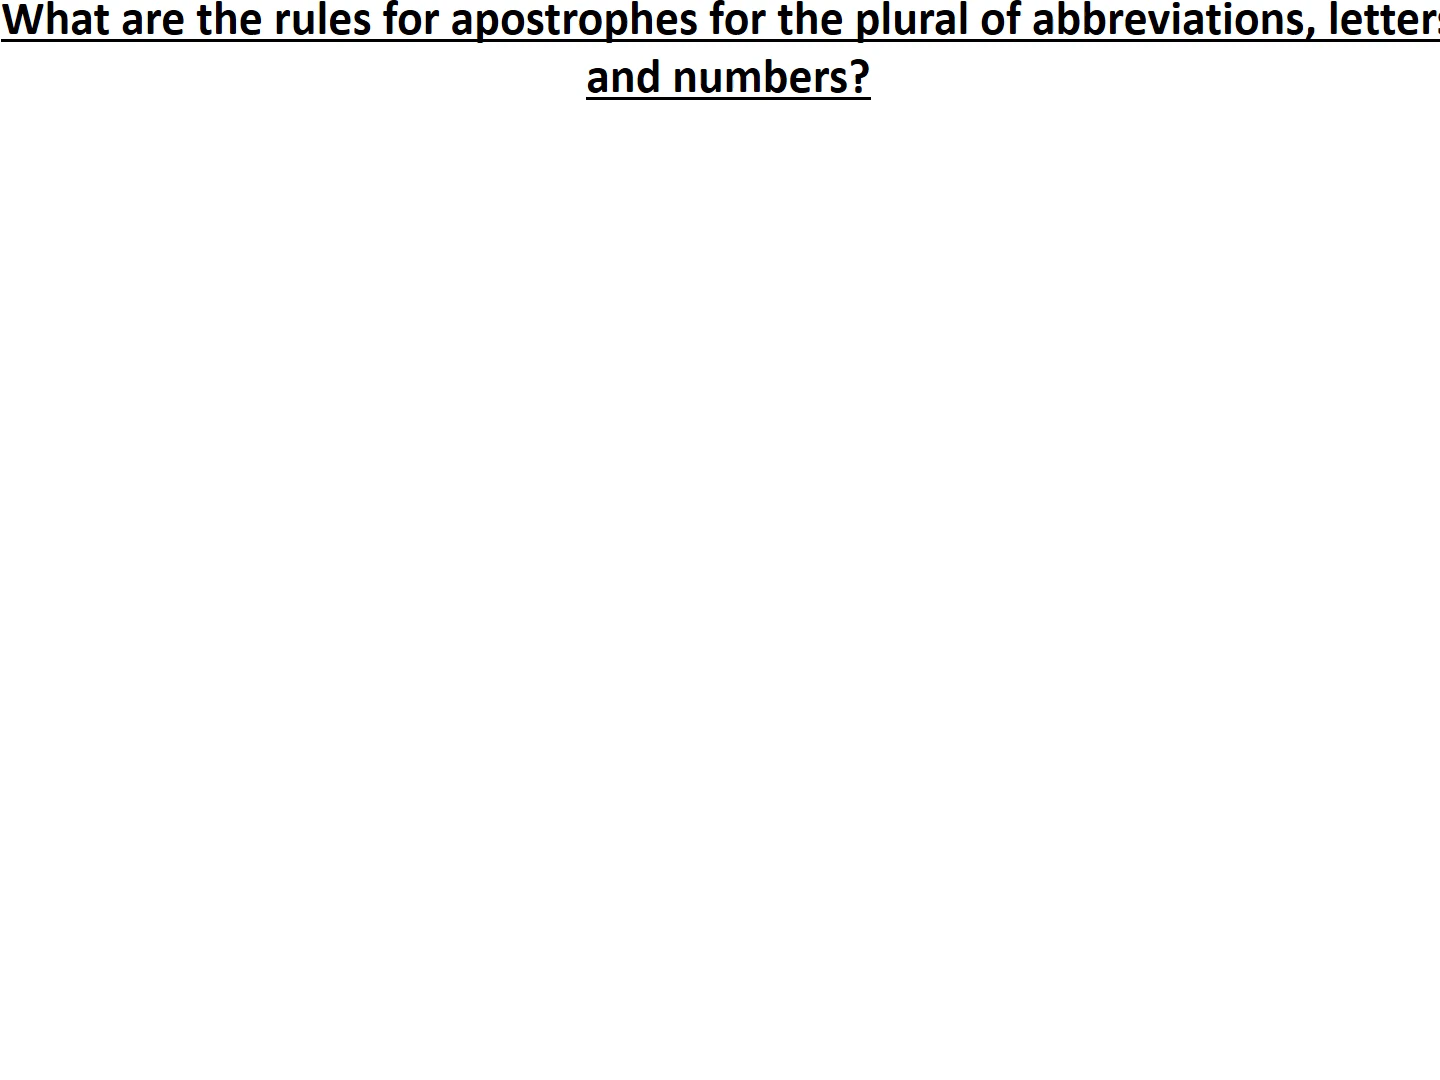 What are the rules for apostrophes for the plural of abbreviations, letters
and numbers?